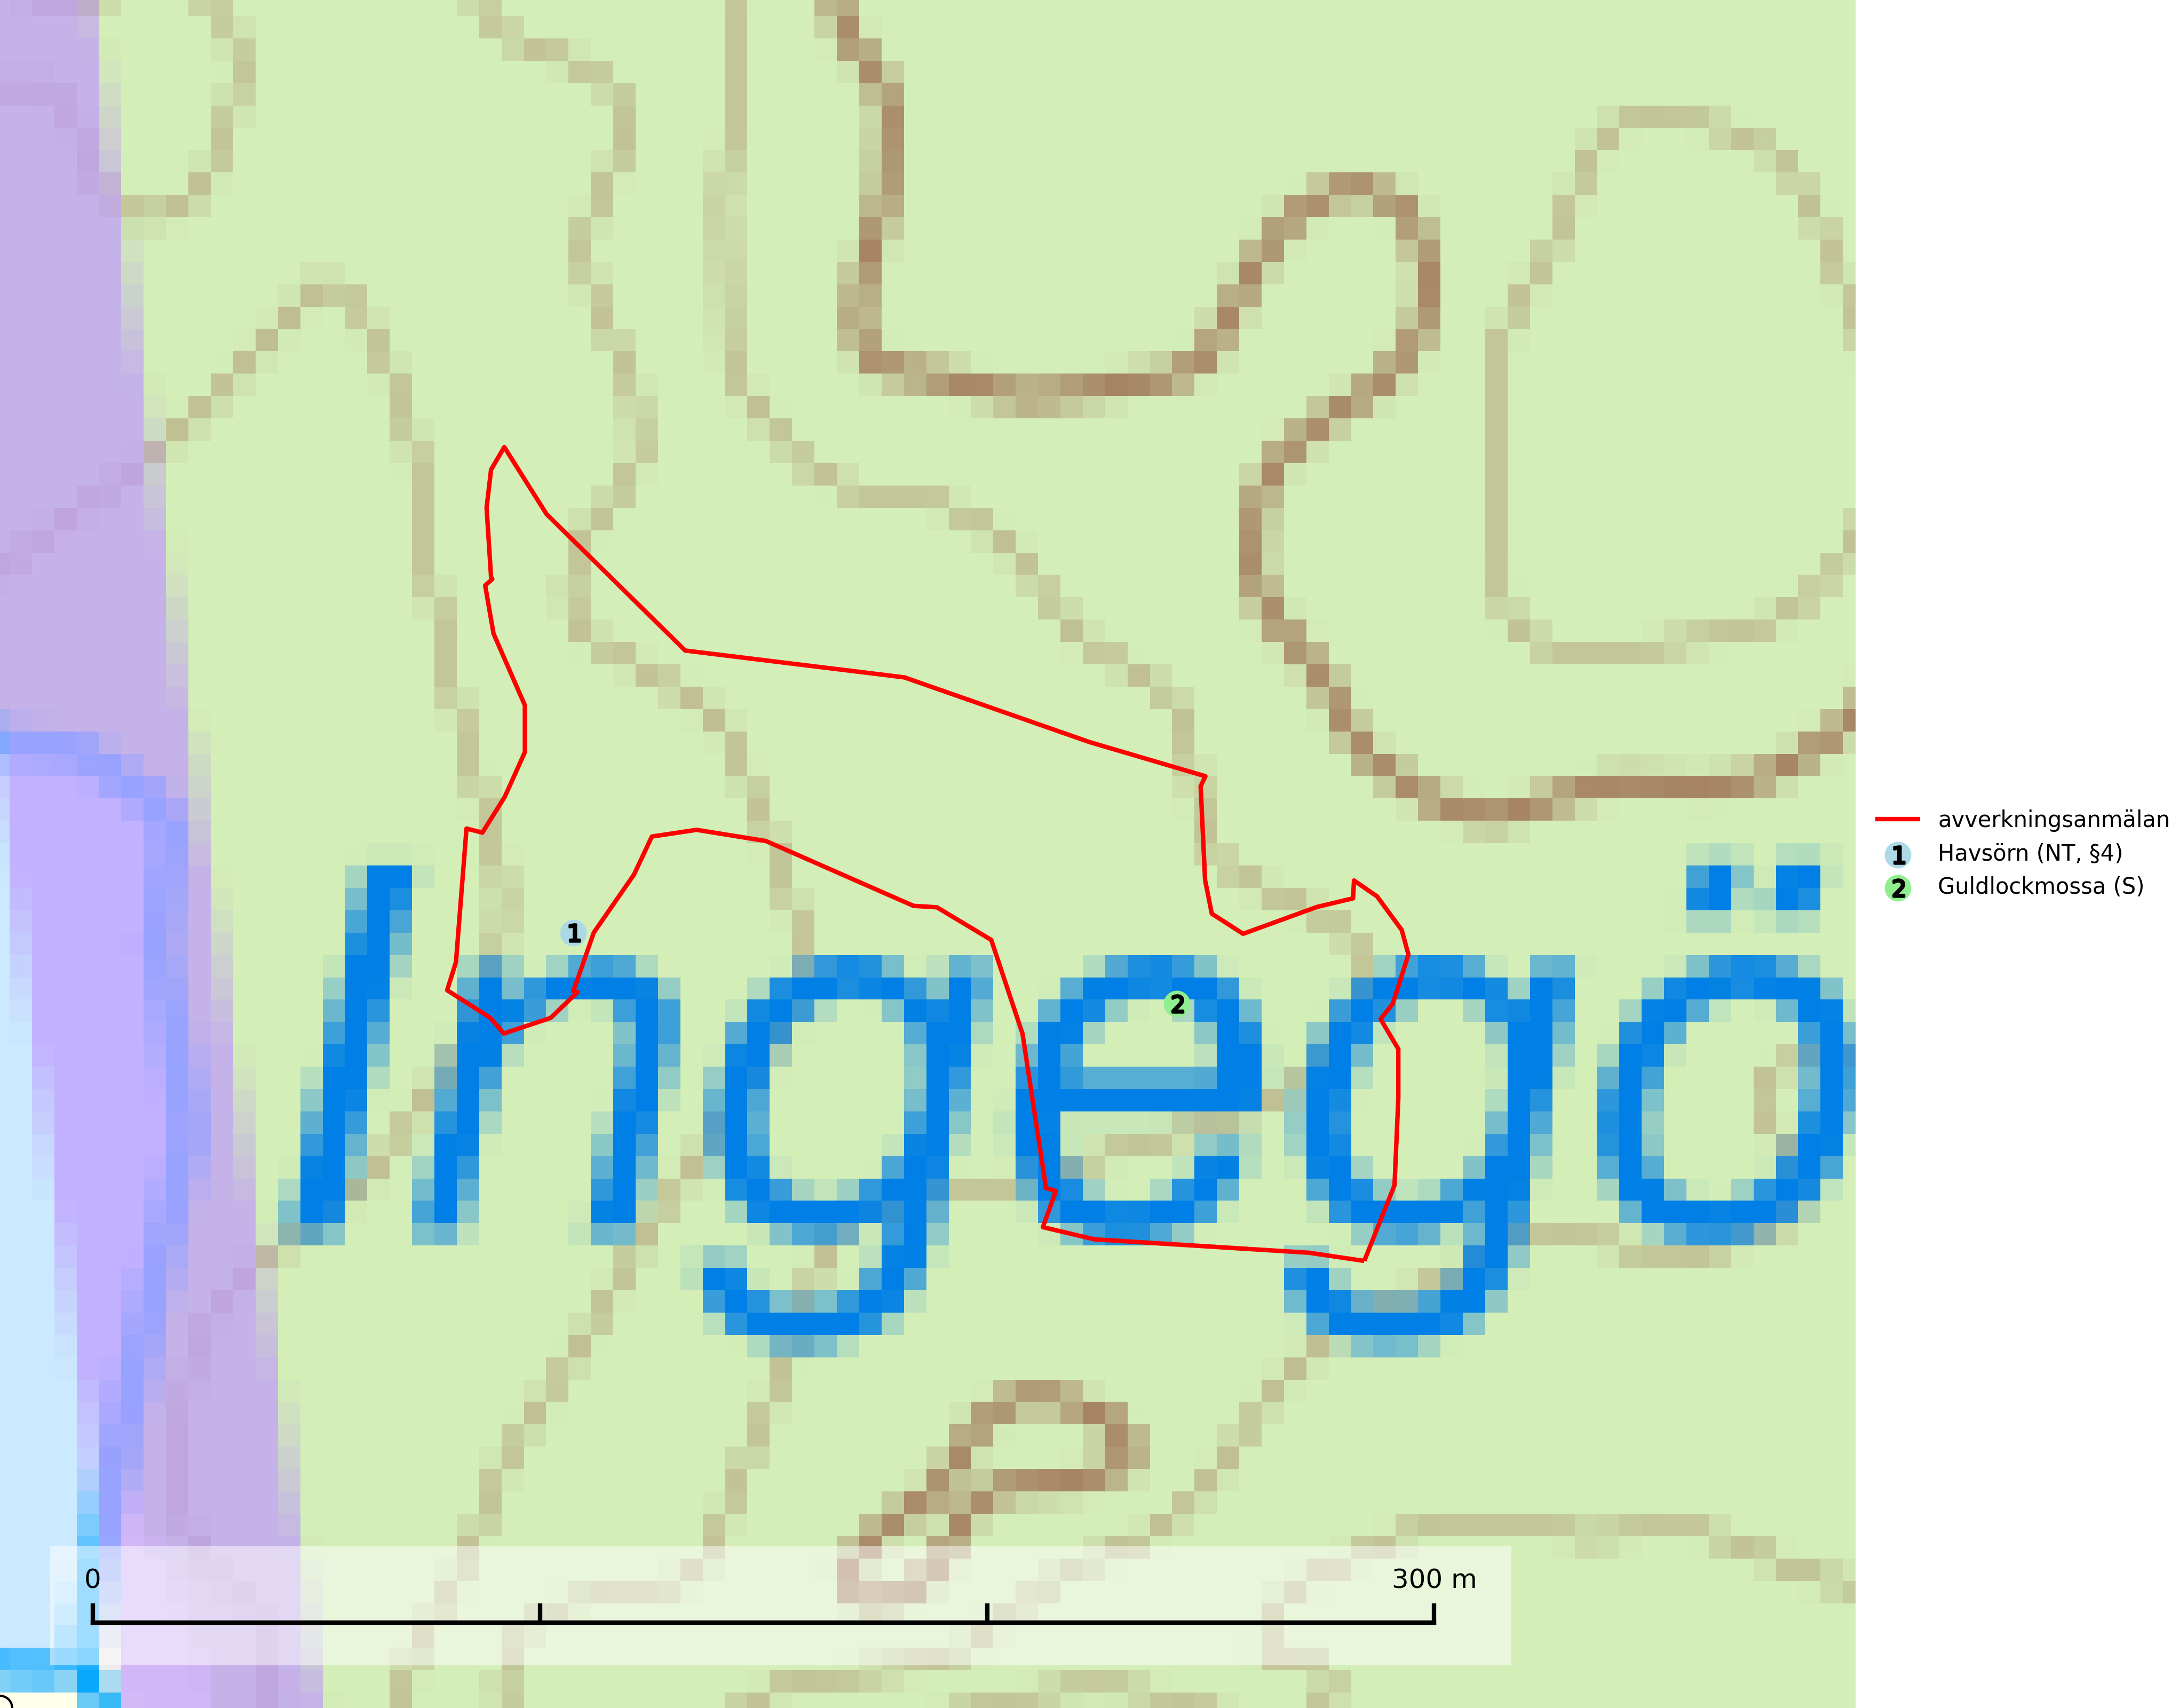 Ingegö
avverkningsanmälan
1 Havsörn (NT, §4)
2 Guldlockmossa (S)
1
2
0 300 m